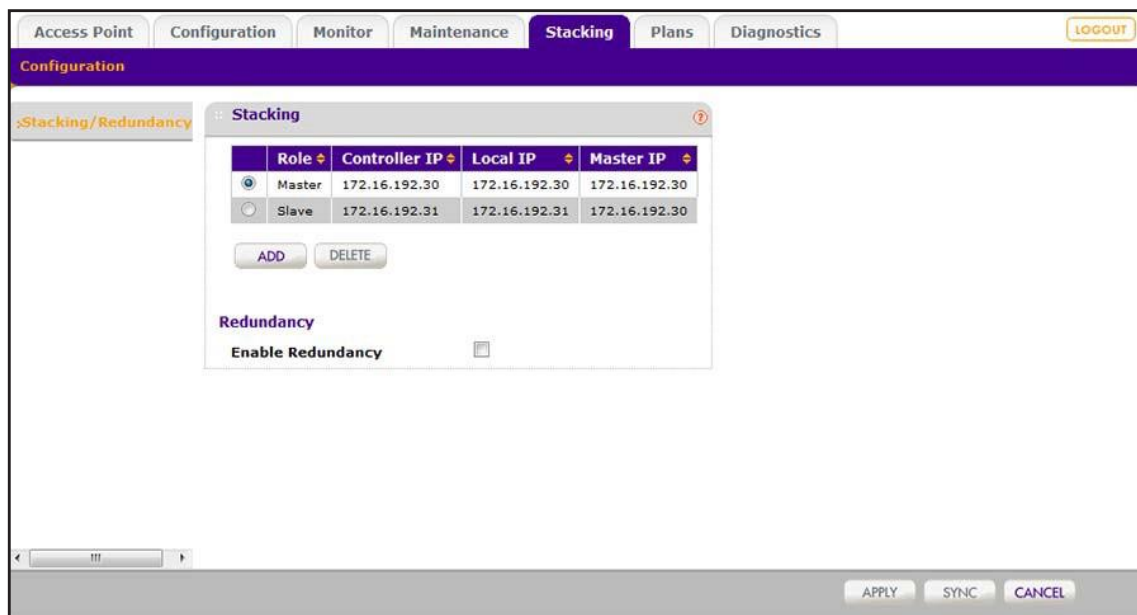 Access Point Configuration Monitor Maintenance Stacking Plans Diagnostics LOGOUT
Configuration
Stacking/Redundancy
Stacking ?
Role Controller IP Local IP Master IP
Master 172.16.192.30 172.16.192.30 172.16.192.30
Slave 172.16.192.31 172.16.192.31 172.16.192.30
ADD DELETE
Redundancy
Enable Redundancy
APPLY SYNC CANCEL